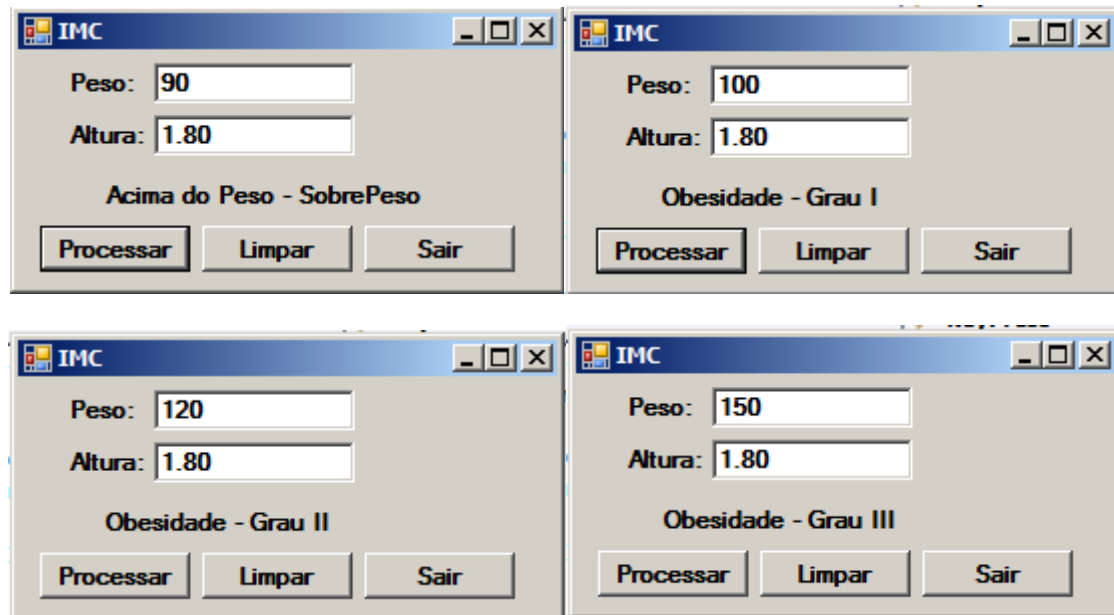 IMC
Peso: 90
Altura: 1.80
Acima do Peso - SobrePeso
Processar Limpar Sair
IMC
Peso: 100
Altura: 1.80
Obesidade - Grau I
Processar Limpar Sair
IMC
Peso: 120
Altura: 1.80
Obesidade - Grau II
Processar Limpar Sair
IMC
Peso: 150
Altura: 1.80
Obesidade - Grau III
Processar Limpar Sair